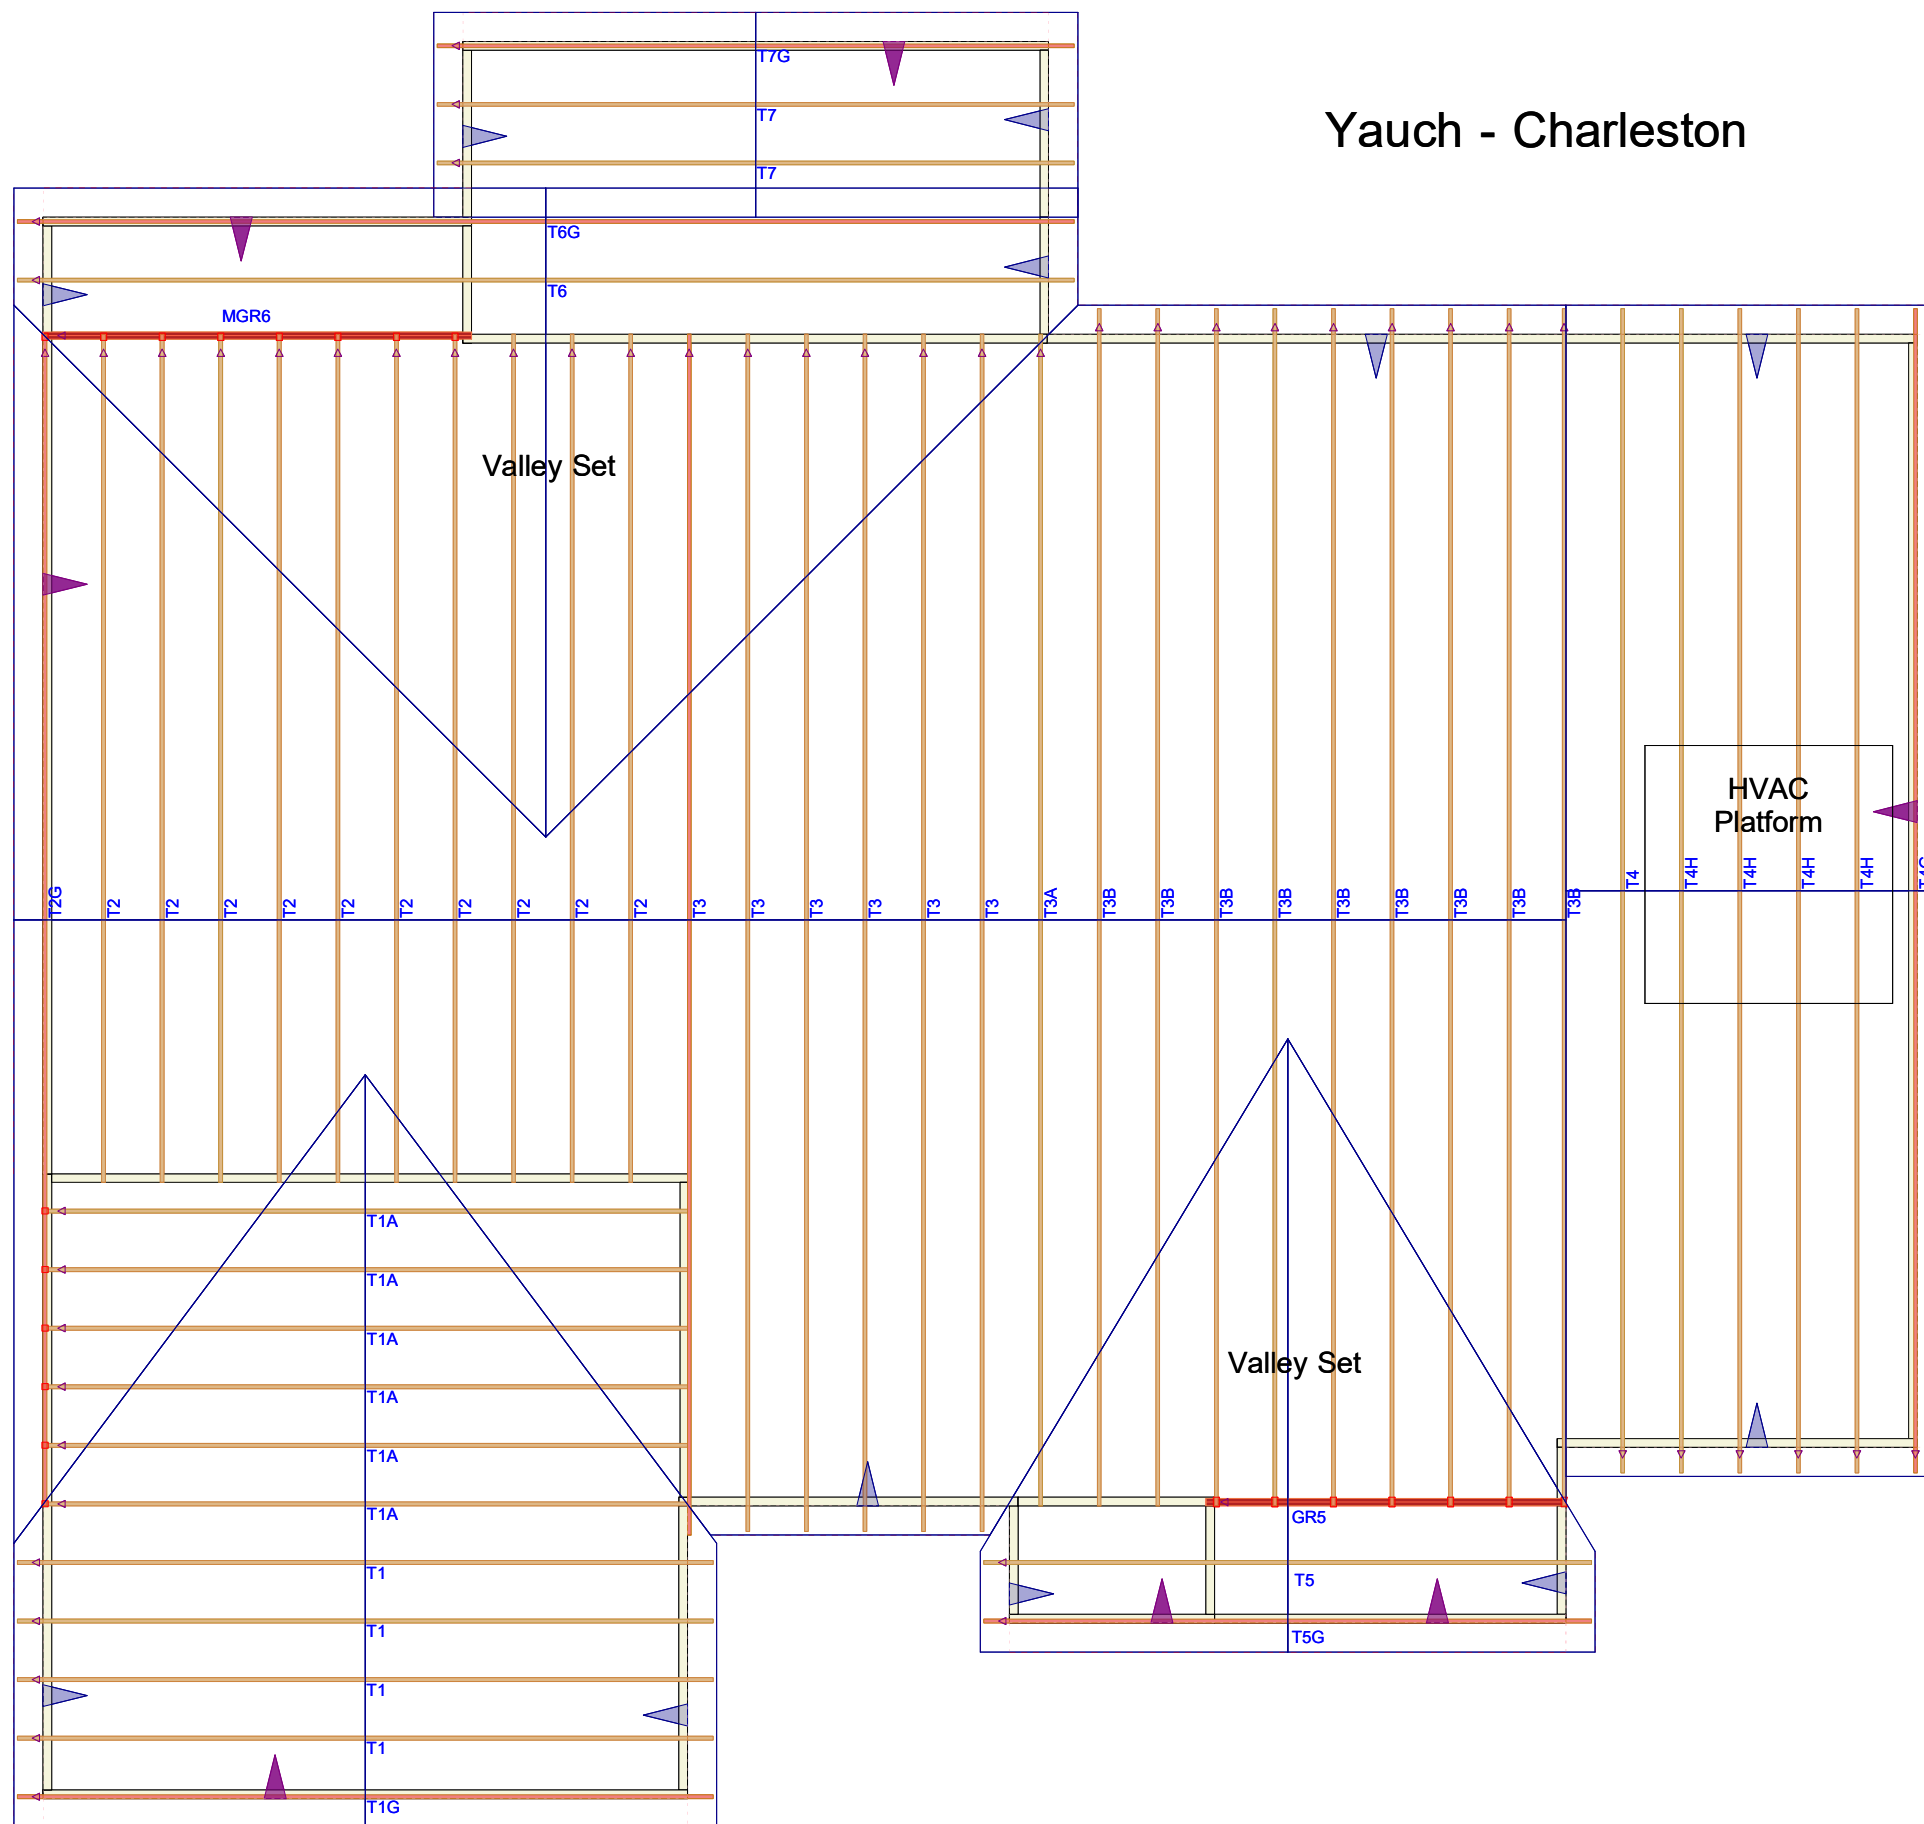 T7G
T7
Yauch - Charleston
T7
T6G
T6
MGR6
Valley Set
HVAC
Platform
T2G T2 T2 T2 T2 T2 T2 T2 T2 T2 T2 T3 T3 T3 T3 T3 T3 T3A T3B T3B T3B T3B T3B T3B T3B T3B T3B T4 T4H T4H T4H T4H
T1A
T1A
T1A
Valley Set
T1A
T1A
T1A
GR5
T1
T5
T1
T5G
T1
T1
T1G